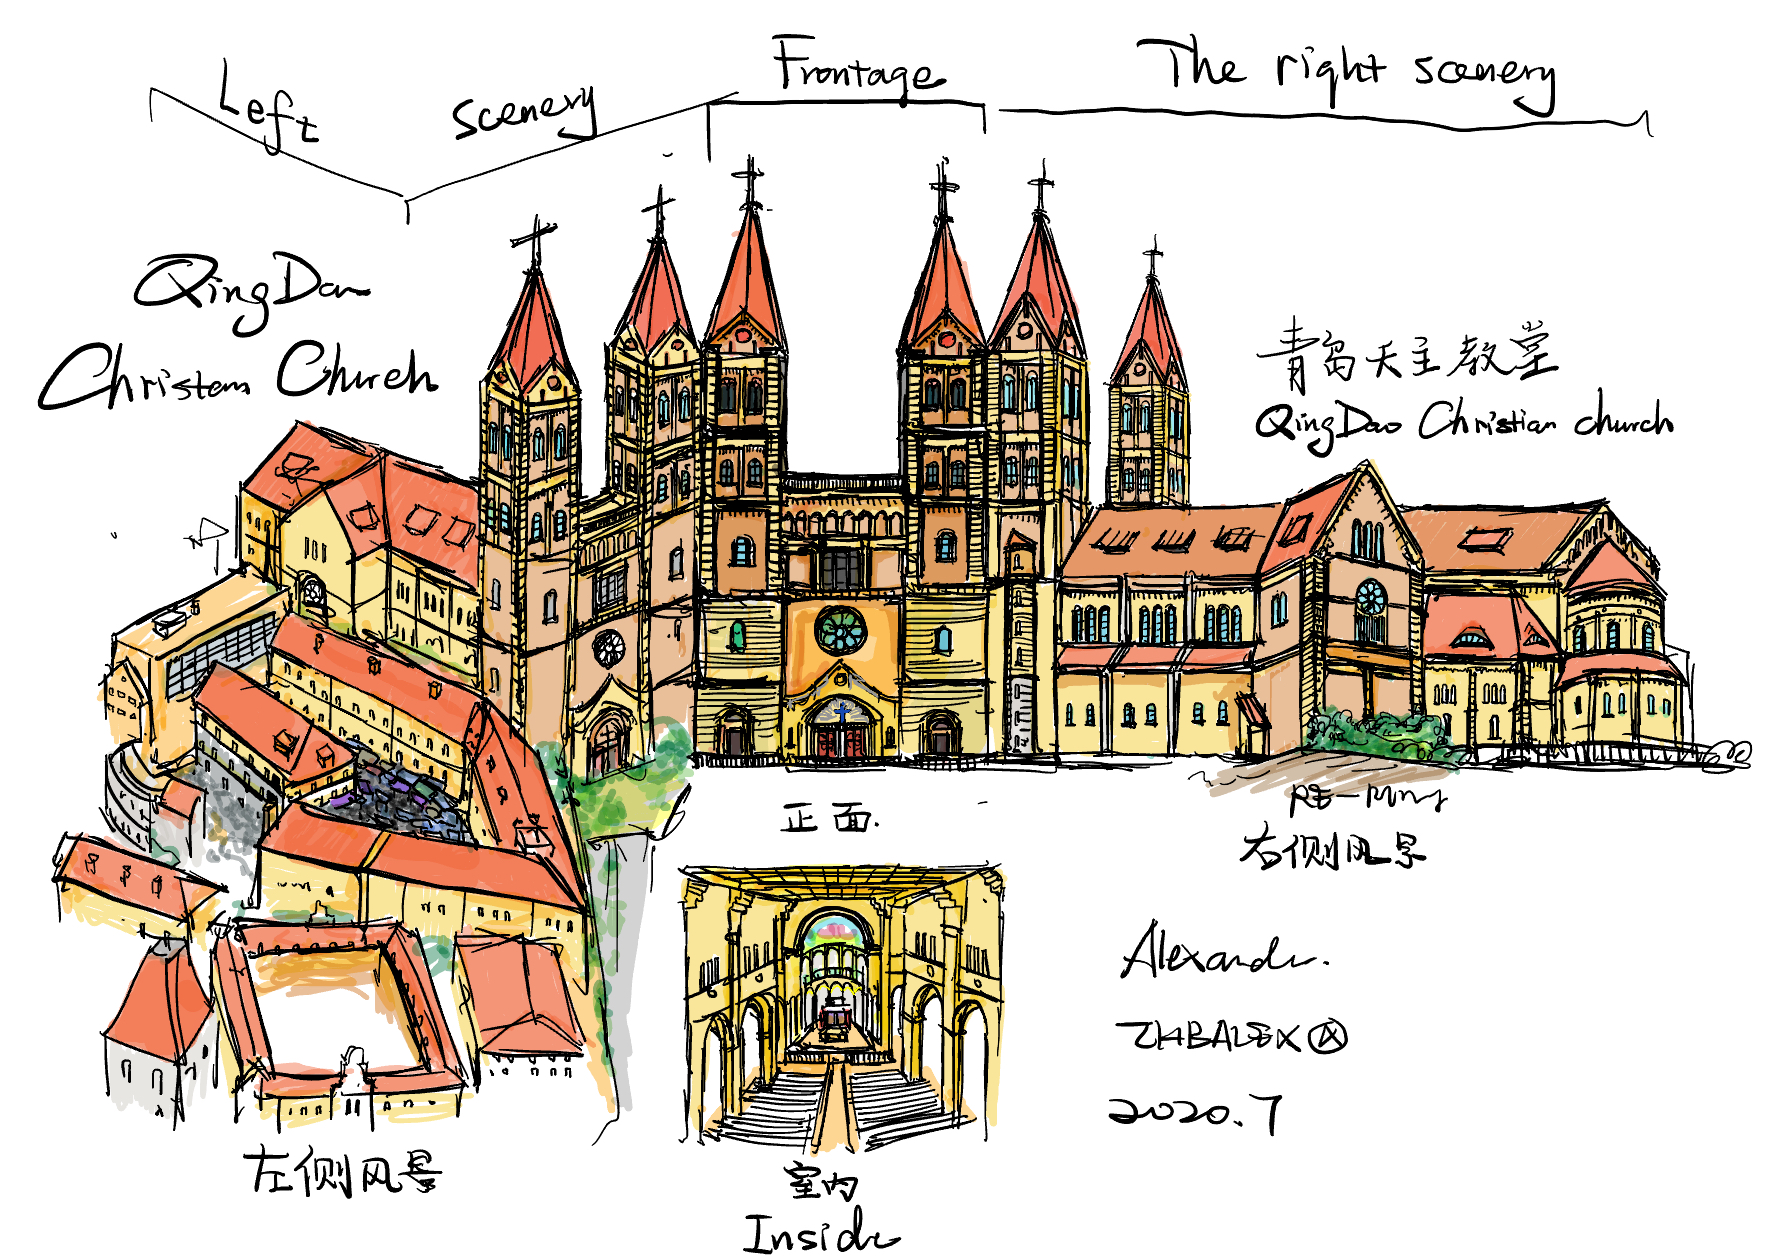 Left scenery
Frontage
The right scenery
QingDao
Christian Church
青岛天主教堂
QingDao Christian church
正面.
右侧风景
Alexander.
ZHBALEX Ⓐ
2020.7
左侧风景
室内
Inside